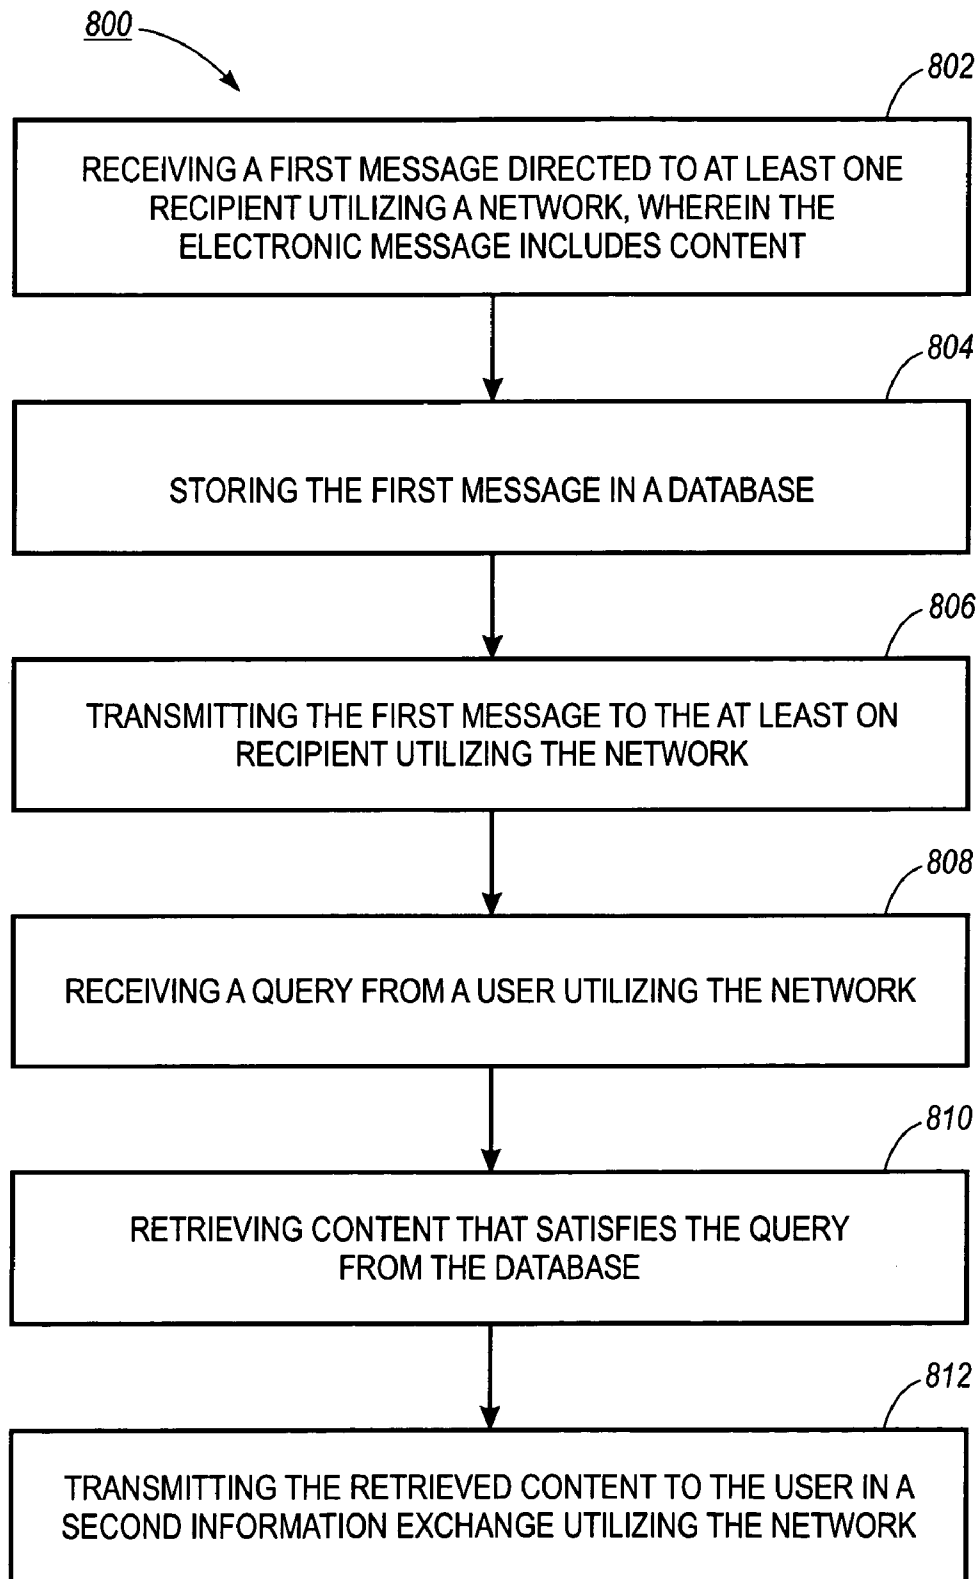 800
802
RECEIVING A FIRST MESSAGE DIRECTED TO AT LEAST ONE
RECIPIENT UTILIZING A NETWORK, WHEREIN THE
ELECTRONIC MESSAGE INCLUDES CONTENT
804
STORING THE FIRST MESSAGE IN A DATABASE
806
TRANSMITTING THE FIRST MESSAGE TO THE AT LEAST ON
RECIPIENT UTILIZING THE NETWORK
808
RECEIVING A QUERY FROM A USER UTILIZING THE NETWORK
810
RETRIEVING CONTENT THAT SATISFIES THE QUERY
FROM THE DATABASE
812
TRANSMITTING THE RETRIEVED CONTENT TO THE USER IN A
SECOND INFORMATION EXCHANGE UTILIZING THE NETWORK